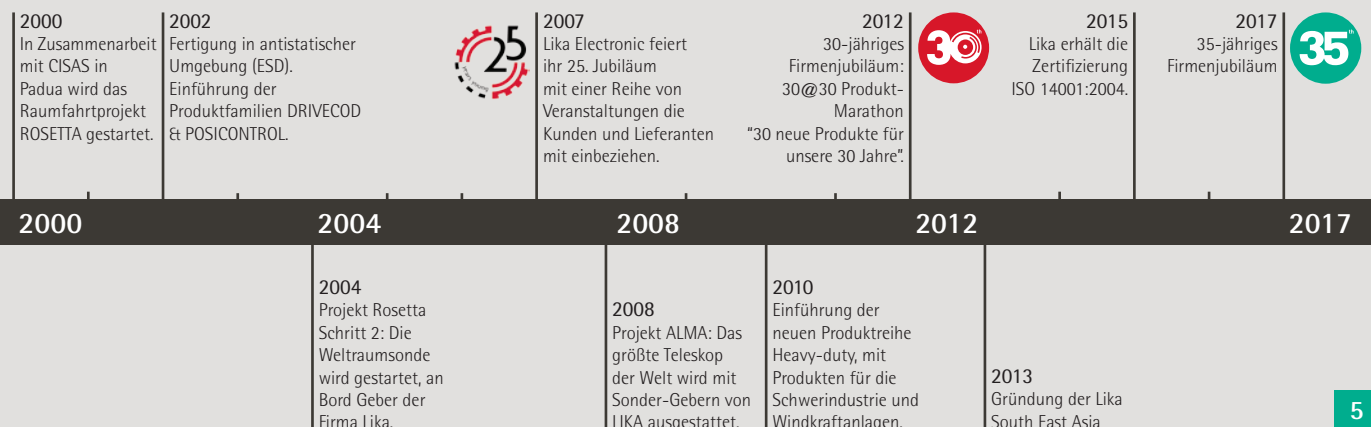 2000
In Zusammenarbeit
mit CISAS in
Padua wird das
Raumfahrtprojekt
ROSETTA gestartet.
2002
Fertigung in antistatischer
Umgebung (ESD).
Einführung der
Produktfamilien DRIVECOD
& POSICONTROL.
25
2007
Lika Electronic feiert
ihr 25. Jubiläum
mit einer Reihe von
Veranstaltungen die
Kunden und Lieferanten
mit einbeziehen.
2012
30-jähriges
Firmenjubiläum:
30@30 Produkt-
Marathon
"30 neue Produkte für
unsere 30 Jahre".
30th
2015
Lika erhält die
Zertifizierung
ISO 14001:2004.
2017
35-jähriges
Firmenjubiläum
35th
2000 2004 2008 2012 2017
2004
Projekt Rosetta
Schritt 2: Die
Weltraumsonde
wird gestartet, an
Bord Geber der
Firma Lika.
2008
Projekt ALMA: Das
größte Teleskop
der Welt wird mit
Sonder-Gebern von
LIKA ausgestattet.
2010
Einführung der
neuen Produktreihe
Heavy-duty, mit
Produkten für die
Schwerindustrie und
Windkraftanlagen.
2013
Gründung der Lika
South East Asia
5